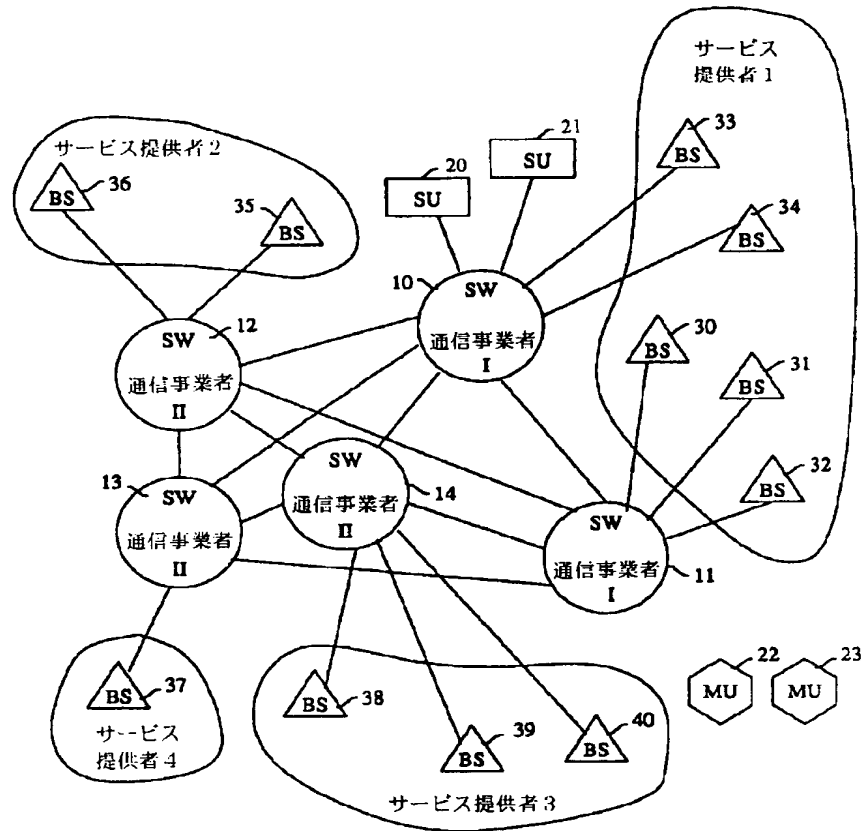 サービス
提供者1
33
BS
34
BS
30
BS
31
BS
32
BS
21
SU
20
SU
サービス提供者2
36
BS
35
BS
10
SW
通信事業者
I
12
SW
通信事業者
II
13
SW
通信事業者
II
14
SW
通信事業者
II
11
SW
通信事業者
I
22
MU
23
MU
37
BS
サービス
提供者4
38
BS
39
BS
40
BS
サービス提供者3